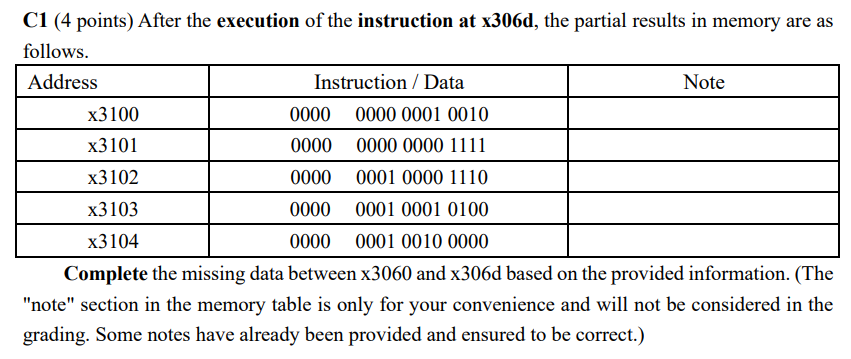 C1 (4 points) After the execution of the instruction at x306d, the partial results in memory are as
follows.
Address Instruction / Data Note
x3100 0000 0000 0001 0010
x3101 0000 0000 0000 1111
x3102 0000 0001 0000 1110
x3103 0000 0001 0001 0100
x3104 0000 0001 0010 0000
Complete the missing data between x3060 and x306d based on the provided information. (The
"note" section in the memory table is only for your convenience and will not be considered in the
grading. Some notes have already been provided and ensured to be correct.)